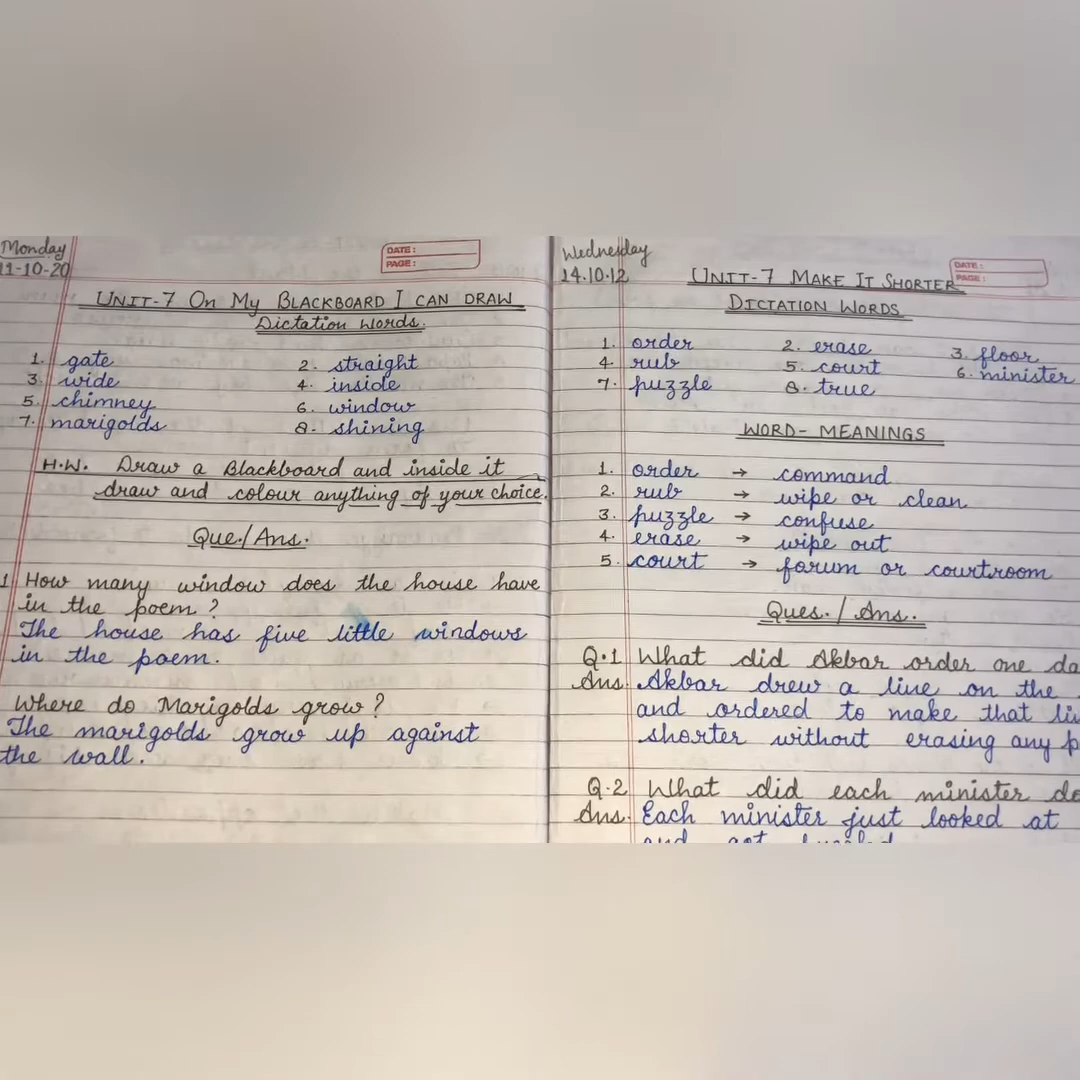 Monday
11-10-20
DATE:
PAGE:
UNIT-7 On My BLACKBOARD I CAN DRAW
Dictation Words.
1. gate 2. straight
3. wide 4. inside
5. chimney 6. window
7. marigolds 8. shining
H.W. Draw a Blackboard and inside it
draw and colour anything of your choice.
Que./Ans.
1 How many window does the house have
in the poem?
The house has five little windows
in the poem.
Where do Marigolds grow?
The marigolds grow up against
the wall.
Wednesday
14.10.12
DATE:
PAGE:
UNIT-7 MAKE IT SHORTER
DICTATION WORDS
1. order 2. erase 3. floor
4. rub 5. court 6. minister
7. puzzle 8. true
WORD-MEANINGS
1. order → command
2. rub → wipe or clean
3. puzzle → confuse
4. erase → wipe out
5. court → forum or courtroom
Ques./Ans.
Q.1 What did Akbar order one da
Ans. Akbar drew a line on the
and ordered to make that li
shorter without erasing any p
Q.2 What did each minister do
Ans. Each minister just looked at
and got